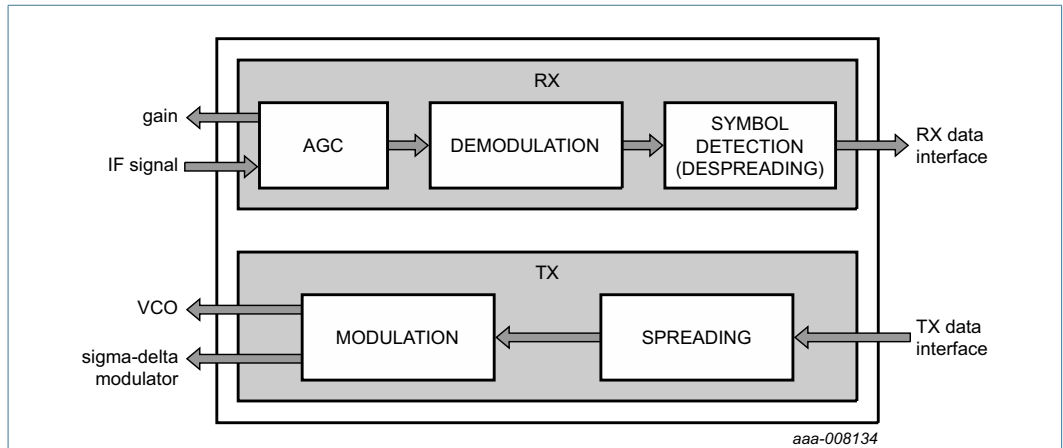 RX
gain
IF signal
AGC
DEMODULATION
SYMBOL
DETECTION
(DESPREADING)
RX data
interface
TX
VCO
sigma-delta
modulator
MODULATION
SPREADING
TX data
interface
aaa-008134